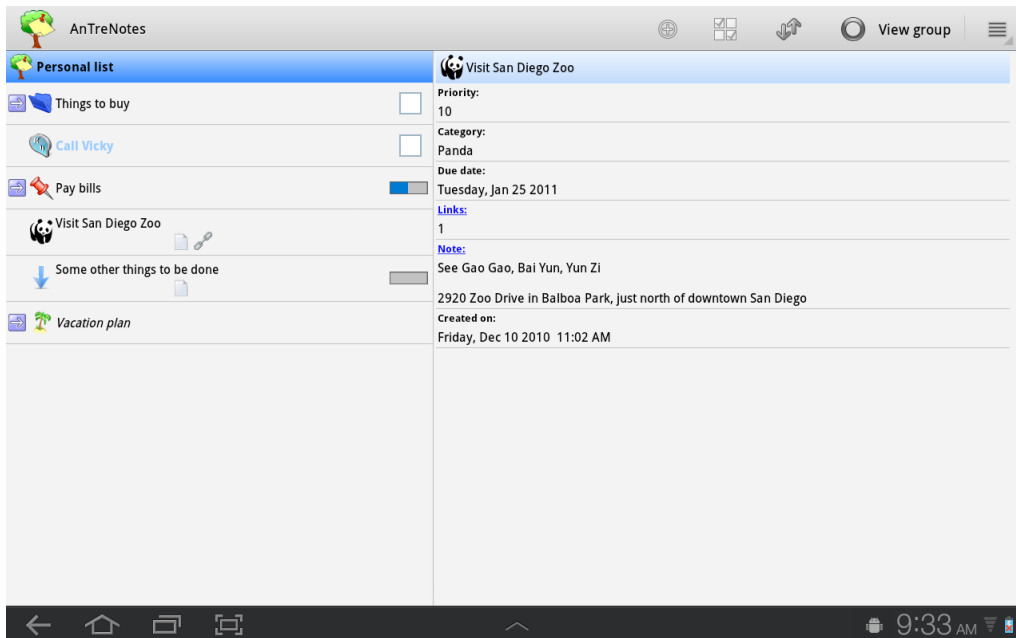 AnTreNotes
View group
Personal list
Things to buy
Call Vicky
Pay bills
Visit San Diego Zoo
Some other things to be done
Vacation plan
Visit San Diego Zoo
Priority:
10
Category:
Panda
Due date:
Tuesday, Jan 25 2011
Links:
1
Note:
See Gao Gao, Bai Yun, Yun Zi
2920 Zoo Drive in Balboa Park, just north of downtown San Diego
Created on:
Friday, Dec 10 2010 11:02 AM
9:33 AM